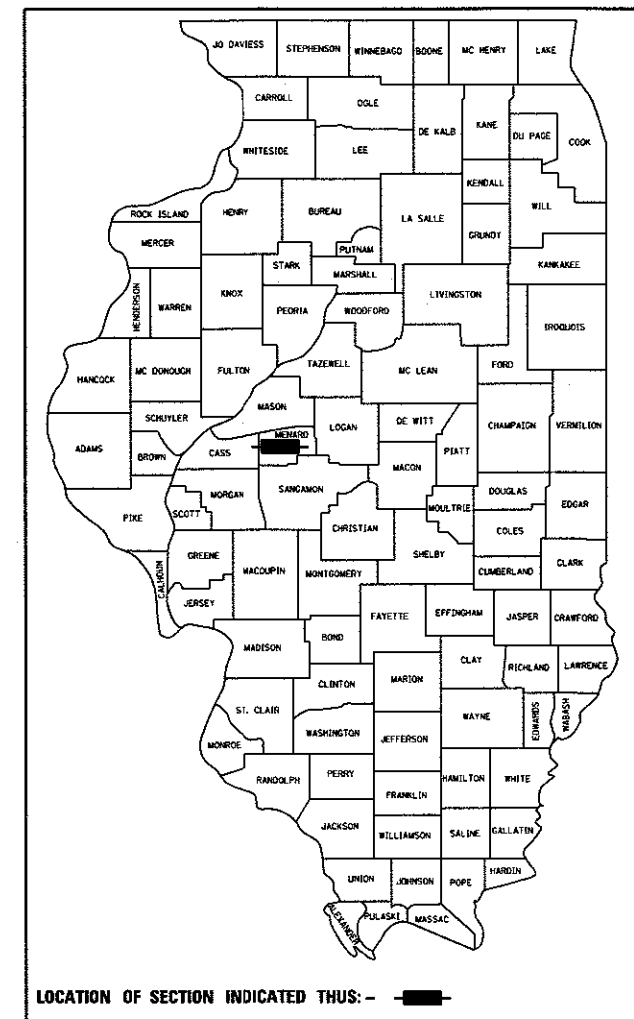 JO DAVIESS
STEPHENSON
WINNEBAGO
BOONE
MC HENRY
LAKE
CARROLL
OGLE
DE KALB
KANE
DU PAGE
COOK
WHITESIDE
LEE
KENDALL
WILL
ROCK ISLAND
HENRY
BUREAU
LA SALLE
GRUNDY
MERCER
PUTNAM
STARK
MARSHALL
KANKAKEE
HENDERSON
WARREN
KNOX
PEORIA
WOODFORD
LIVINGSTON
IROQUOIS
HANCOCK
MC DONOUGH
FULTON
TAZEWELL
MC LEAN
FORD
MASON
SCHUYLER
LOGAN
DE WITT
CHAMPAIGN
VERMILION
ADAMS
BROWN
CASS
MENARD
PIATT
MACON
MORGAN
SANGAMON
DOUGLAS
EDGAR
PIKE
SCOTT
CHRISTIAN
MOULTRIE
COLES
GREENE
MACOUPIN
MONTGOMERY
SHELBY
CUMBERLAND
CLARK
CALHOUN
JERSEY
FAYETTE
EFFINGHAM
JASPER
CRAWFORD
MADISON
BOND
CLAY
RICHLAND
LAWRENCE
CLINTON
MARION
ST. CLAIR
WAYNE
EDWARDS
WABASH
WASHINGTON
JEFFERSON
MONROE
RANDOLPH
PERRY
HAMILTON
WHITE
FRANKLIN
JACKSON
WILLIAMSON
SALINE
GALLATIN
UNION
JOHNSON
POPE
HARDIN
ALEXANDER
PULASKI
MASSAC
LOCATION OF SECTION INDICATED THUS: -